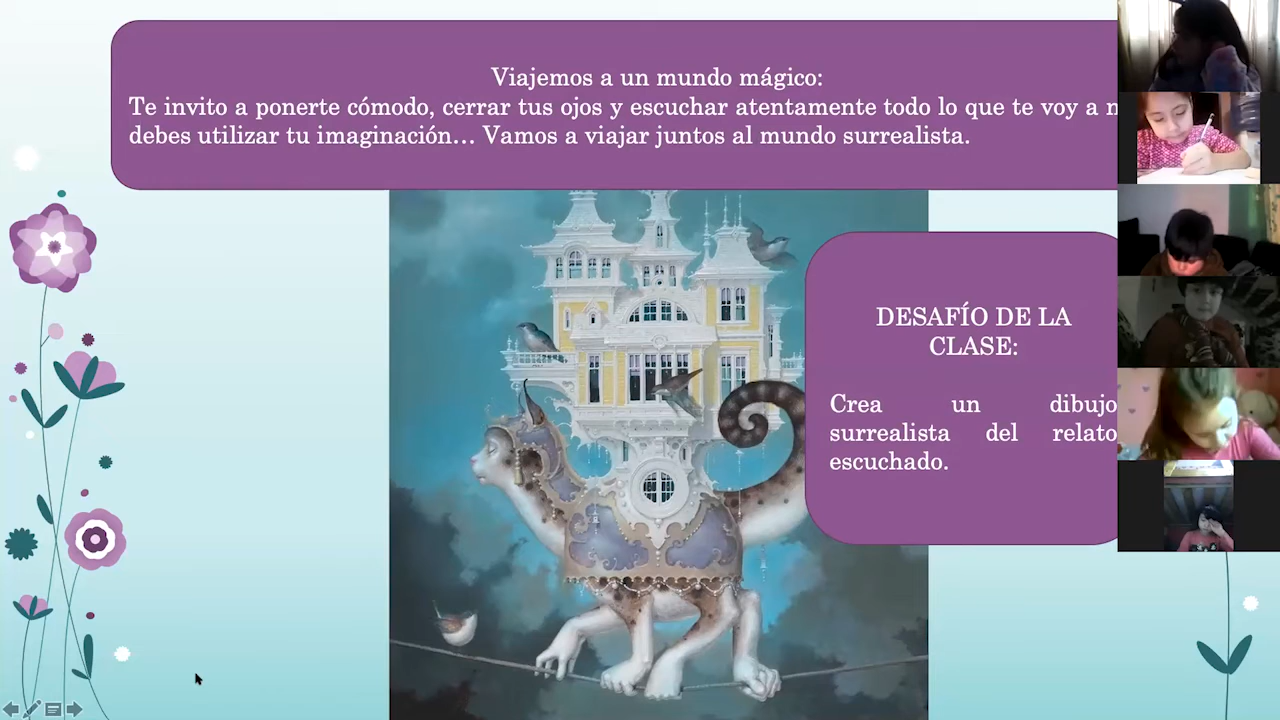 Viajemos a un mundo mágico:
Te invito a ponerte cómodo, cerrar tus ojos y escuchar atentamente todo lo que te voy a
debes utilizar tu imaginación... Vamos a viajar juntos al mundo surrealista.
DESAFÍO DE LA
CLASE:
Crea un dibujo
surrealista del relato
escuchado.